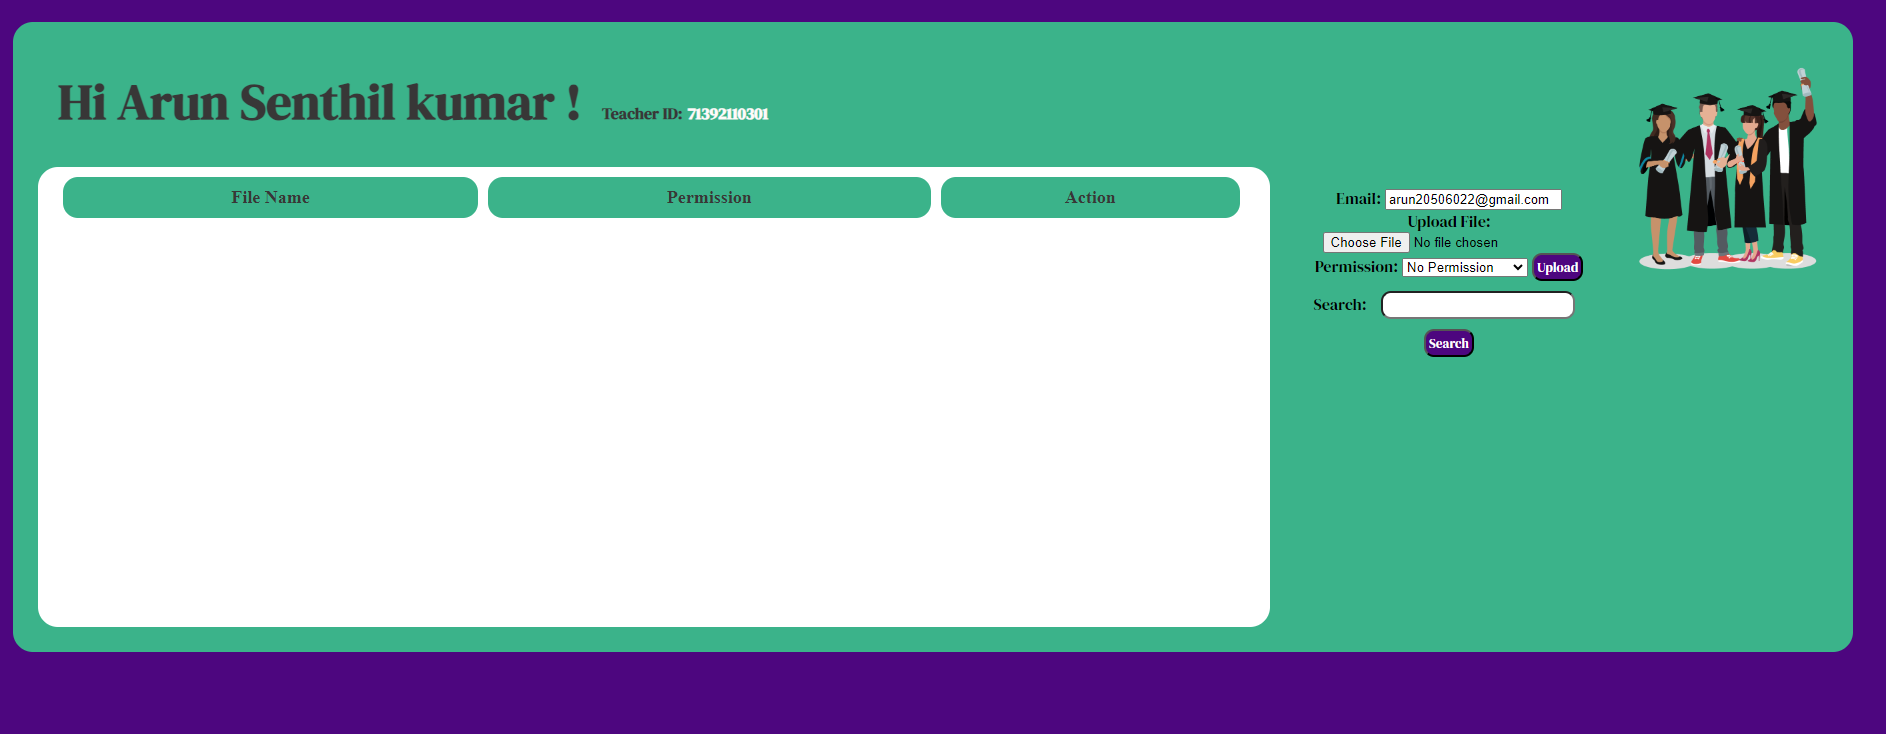 Hi Arun Senthil kumar ! Teacher ID: 71392110301
File Name Permission Action
Email: arun20506022@gmail.com
Upload File:
Choose File No file chosen
Permission: No Permission Upload
Search:
Search